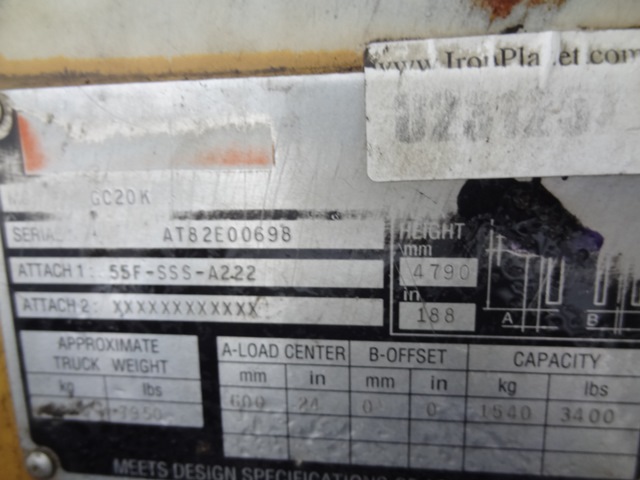 www.IronPlanet.com
GC20K
SERIAL AT82E00698
ATTACH 1: 55F-SSS-A222
ATTACH 2: XXXXXXXXXXXX
HEIGHT
mm
4790
in
188
A B
APPROXIMATE
TRUCK WEIGHT
kg lbs
7950
A-LOAD CENTER B-OFFSET CAPACITY
mm in mm in kg lbs
600 24 0 0 1540 3400
MEETS DESIGN SPECIFICATIONS